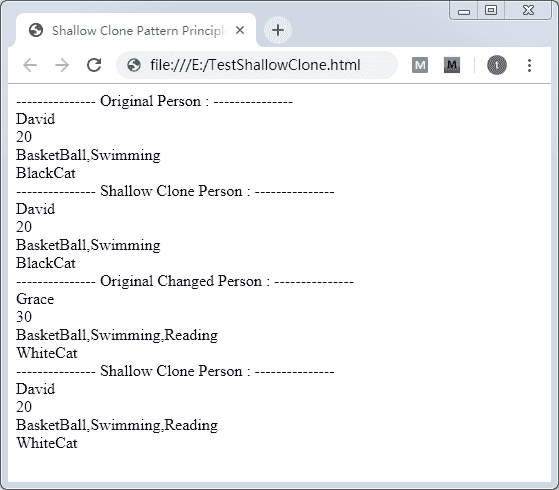 Shallow Clone Pattern Principle
file:///E:/TestShallowClone.html
M
M
t
--------------- Original Person : ---------------
David
20
BasketBall,Swimming
BlackCat
--------------- Shallow Clone Person : ---------------
David
20
BasketBall,Swimming
BlackCat
--------------- Original Changed Person : ---------------
Grace
30
BasketBall,Swimming,Reading
WhiteCat
--------------- Shallow Clone Person : ---------------
David
20
BasketBall,Swimming,Reading
WhiteCat